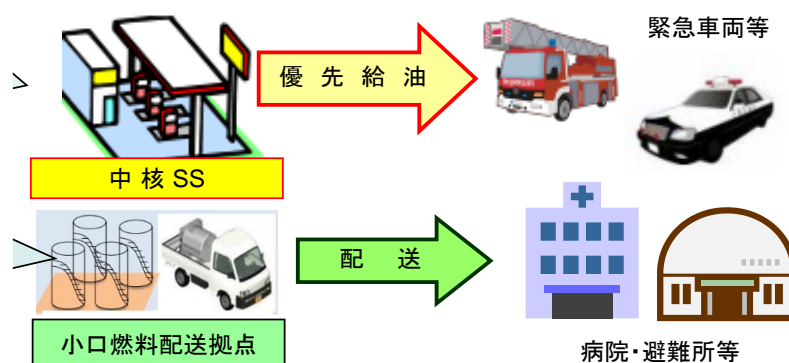 緊急車両等
優先給油
中核SS
配送
小口燃料配送拠点
病院・避難所等